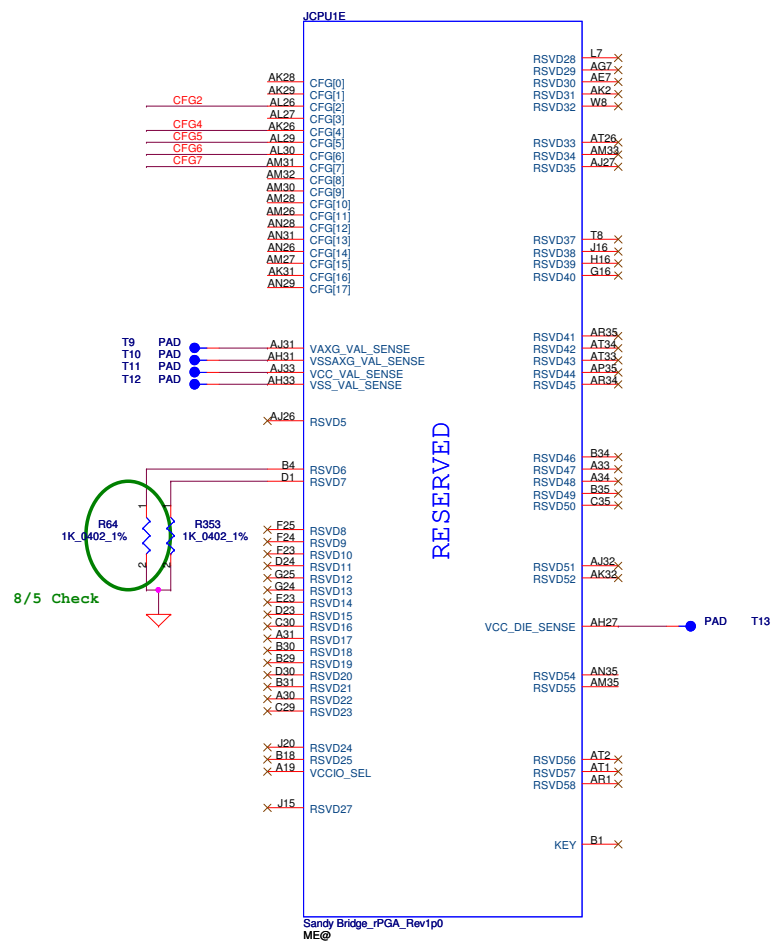 JCPU1E
AK28 CFG[0]
AK29 CFG[1]
CFG2 AL26 CFG[2]
AL27 CFG[3]
CFG4 AK26 CFG[4]
CFG5 AL29 CFG[5]
CFG6 AL30 CFG[6]
CFG7 AM31 CFG[7]
AM32 CFG[8]
AM30 CFG[9]
AM28 CFG[10]
AM26 CFG[11]
AN28 CFG[12]
AN31 CFG[13]
AN26 CFG[14]
AM27 CFG[15]
AK31 CFG[16]
AN29 CFG[17]
T9 PAD AJ31 VAXG_VAL_SENSE
T10 PAD AH31 VSSAXG_VAL_SENSE
T11 PAD AJ33 VCC_VAL_SENSE
T12 PAD AH33 VSS_VAL_SENSE
AJ26 RSVD5
B4 RSVD6
D1 RSVD7
1 1
R64 R353
1K_0402_1% 1K_0402_1%
2 2
8/5 Check
F25 RSVD8
F24 RSVD9
F23 RSVD10
D24 RSVD11
G25 RSVD12
G24 RSVD13
E23 RSVD14
D23 RSVD15
C30 RSVD16
A31 RSVD17
B30 RSVD18
B29 RSVD19
D30 RSVD20
B31 RSVD21
A30 RSVD22
C29 RSVD23
J20 RSVD24
B18 RSVD25
A19 VCCIO_SEL
J15 RSVD27
RESERVED
RSVD28 L7
RSVD29 AG7
RSVD30 AE7
RSVD31 AK2
RSVD32 W8
RSVD33 AT26
RSVD34 AM33
RSVD35 AJ27
RSVD37 T8
RSVD38 J16
RSVD39 H16
RSVD40 G16
RSVD41 AR35
RSVD42 AT34
RSVD43 AT33
RSVD44 AP35
RSVD45 AR34
RSVD46 B34
RSVD47 A33
RSVD48 A34
RSVD49 B35
RSVD50 C35
RSVD51 AJ32
RSVD52 AK32
VCC_DIE_SENSE AH27 PAD T13
RSVD54 AN35
RSVD55 AM35
RSVD56 AT2
RSVD57 AT1
RSVD58 AR1
KEY B1
Sandy Bridge_rPGA_Rev1p0
ME@